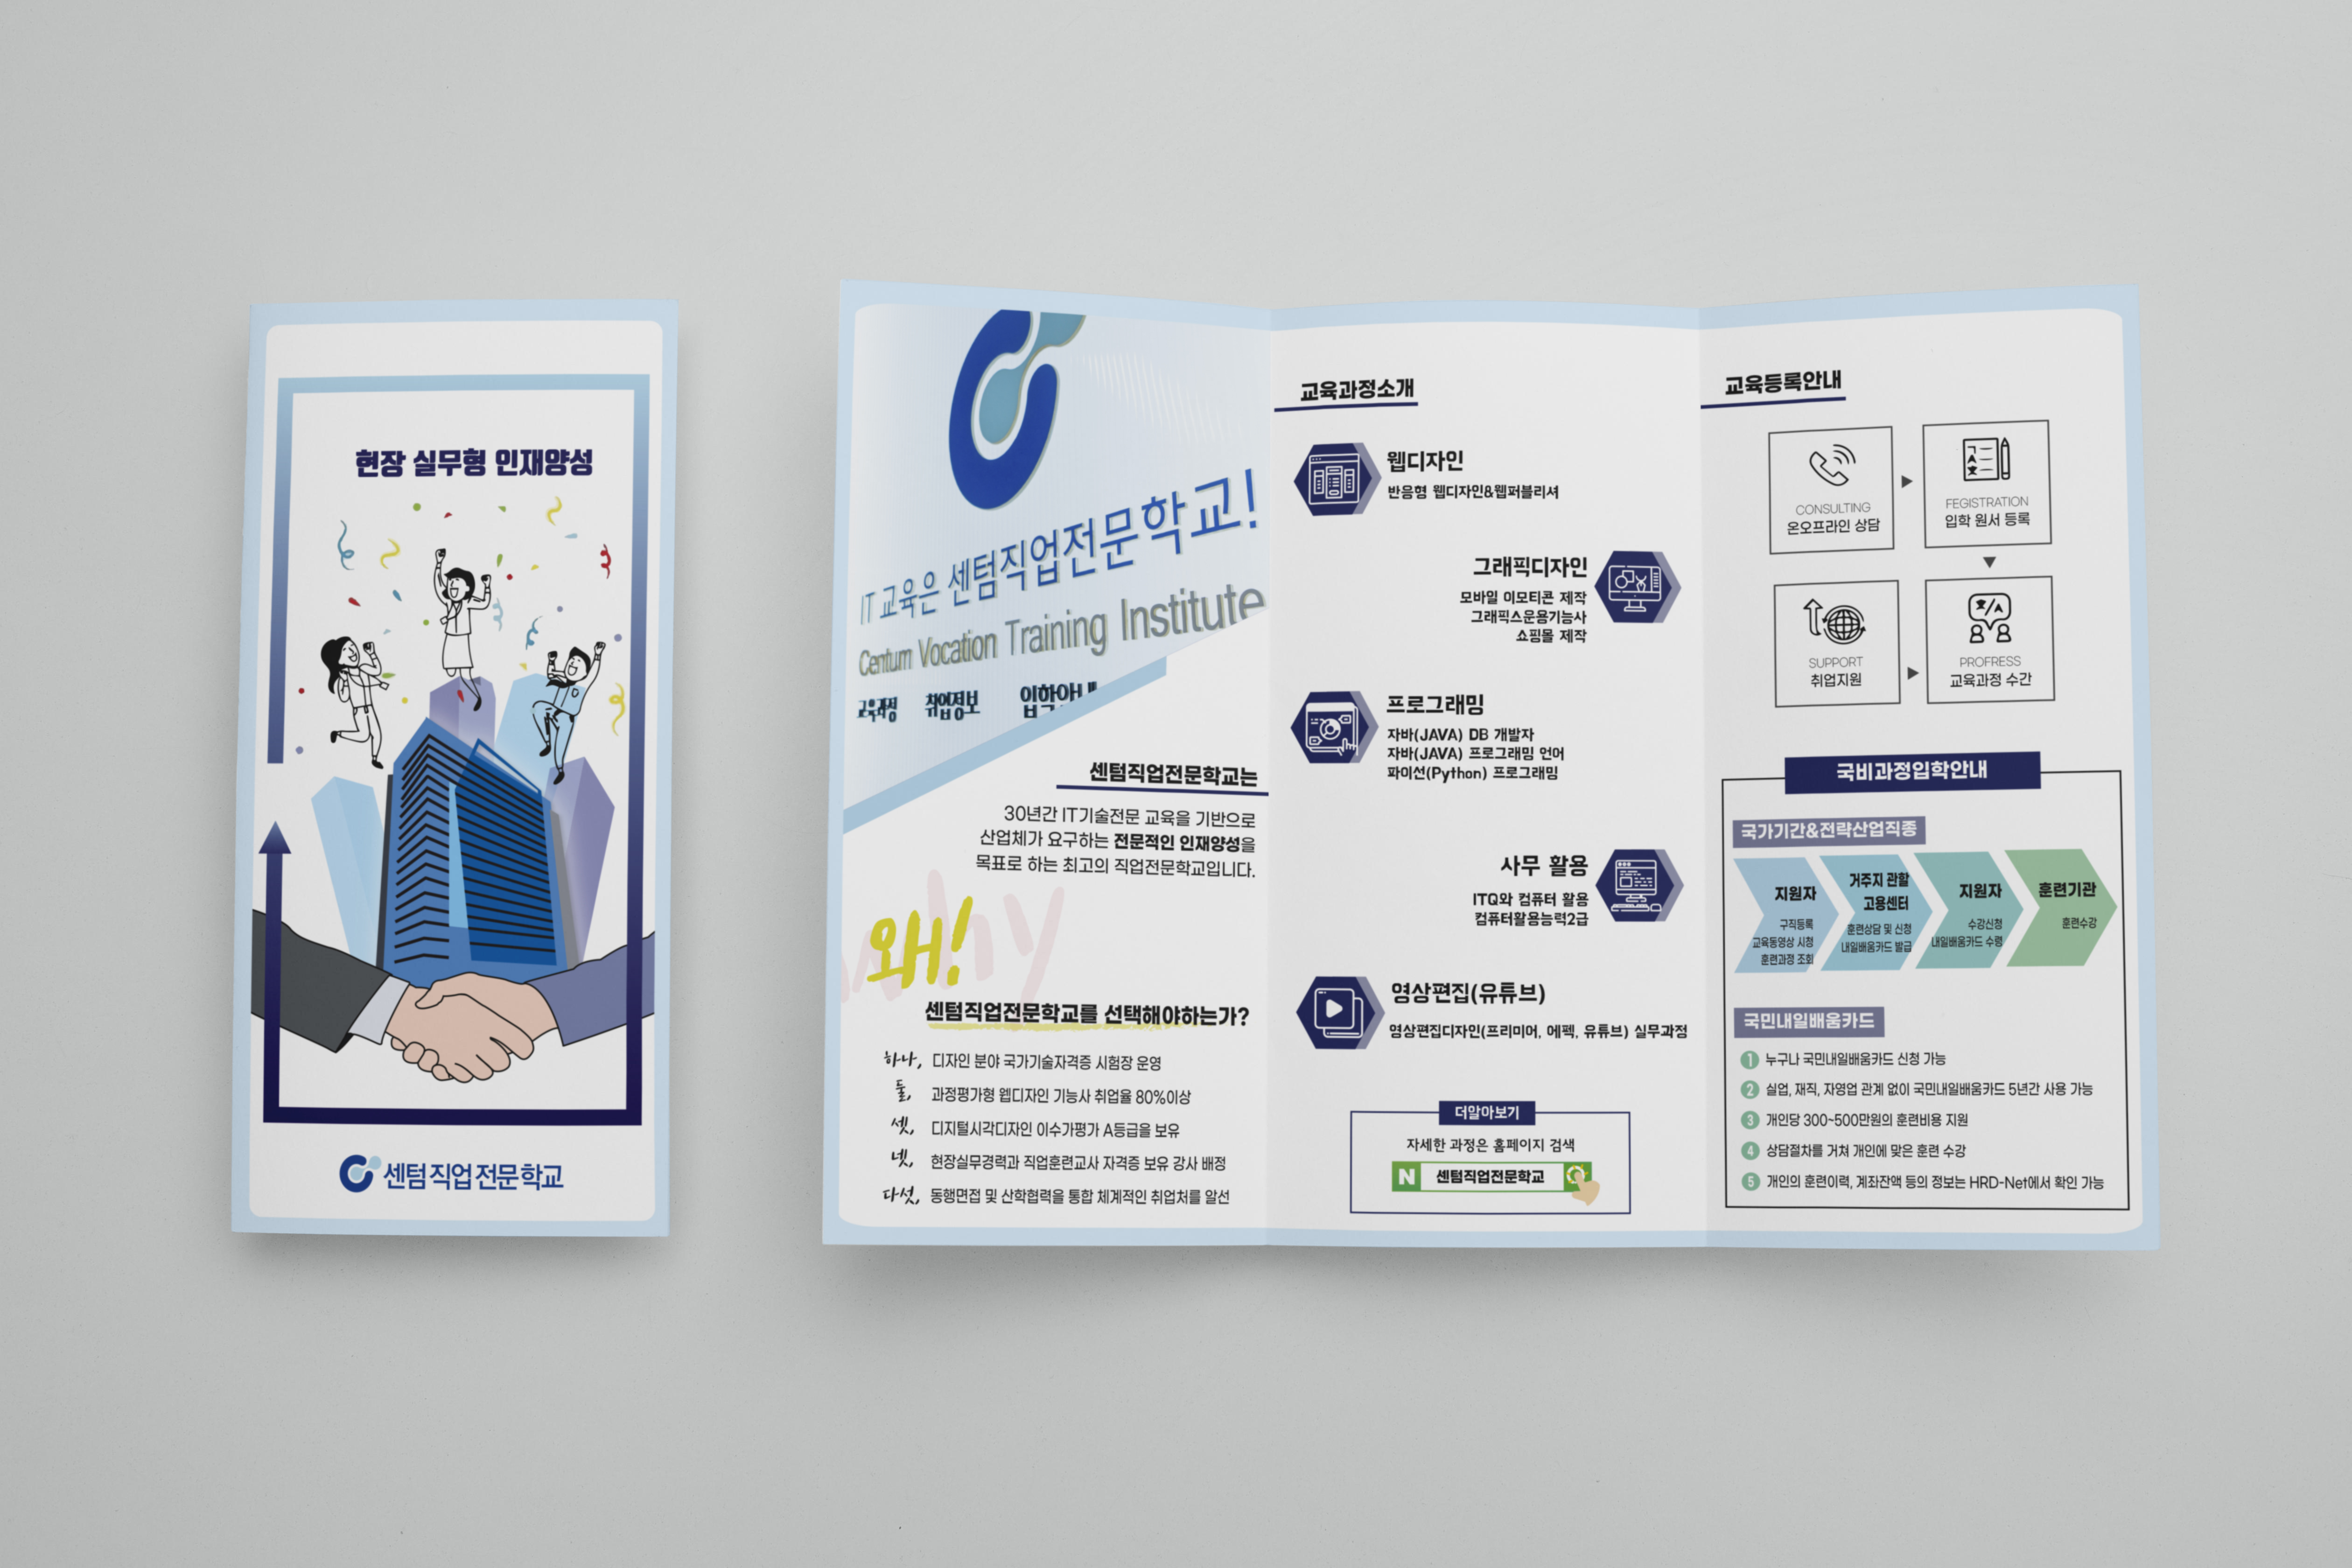 현장 실무형 인재양성
센텀직업전문학교
IT 교육은 센텀직업전문학교!
Centum Vocation Training Institute
교육과정 취업정보 입학안내
센텀직업전문학교는
30년간 IT기술전문 교육을 기반으로
산업체가 요구하는 전문적인 인재양성을
목표로 하는 최고의 직업전문학교입니다.
why
왜!
센텀직업전문학교를 선택해야하는가?
하나, 디자인 분야 국가기술자격증 시험장 운영
둘, 과정평가형 웹디자인 기능사 취업율 80%이상
셋, 디지털시각디자인 이수가평가 A등급을 보유
넷, 현장실무경력과 직업훈련교사 자격증 보유 강사 배정
다섯, 동행면접 및 산학협력을 통합 체계적인 취업처를 알선
교육과정소개
웹디자인
반응형 웹디자인&웹퍼블리셔
그래픽디자인
모바일 이모티콘 제작
그래픽스운용기능사
쇼핑몰 제작
프로그래밍
자바(JAVA) DB 개발자
자바(JAVA) 프로그래밍 언어
파이선(Python) 프로그래밍
사무 활용
ITQ와 컴퓨터 활용
컴퓨터활용능력2급
영상편집(유튜브)
영상편집디자인(프리미어, 에펙, 유튜브) 실무과정
더알아보기
자세한 과정은 홈페이지 검색
N 센텀직업전문학교
교육등록안내
CONSULTING
온오프라인 상담
FEGISTRATION
입학 원서 등록
SUPPORT
취업지원
PROFRESS
교육과정 수간
국비과정입학안내
국가기간&전략산업직종
지원자
구직등록
교육동영상 시청
훈련과정 조회
거주지 관할
고용센터
훈련상담 및 신청
내일배움카드 발급
지원자
수강신청
내일배움카드 수령
훈련기관
훈련수강
국민내일배움카드
1 누구나 국민내일배움카드 신청 가능
2 실업, 재직, 자영업 관계 없이 국민내일배움카드 5년간 사용 가능
3 개인당 300~500만원의 훈련비용 지원
4 상담절차를 거쳐 개인에 맞은 훈련 수강
5 개인의 훈련이력, 계좌잔액 등의 정보는 HRD-Net에서 확인 가능